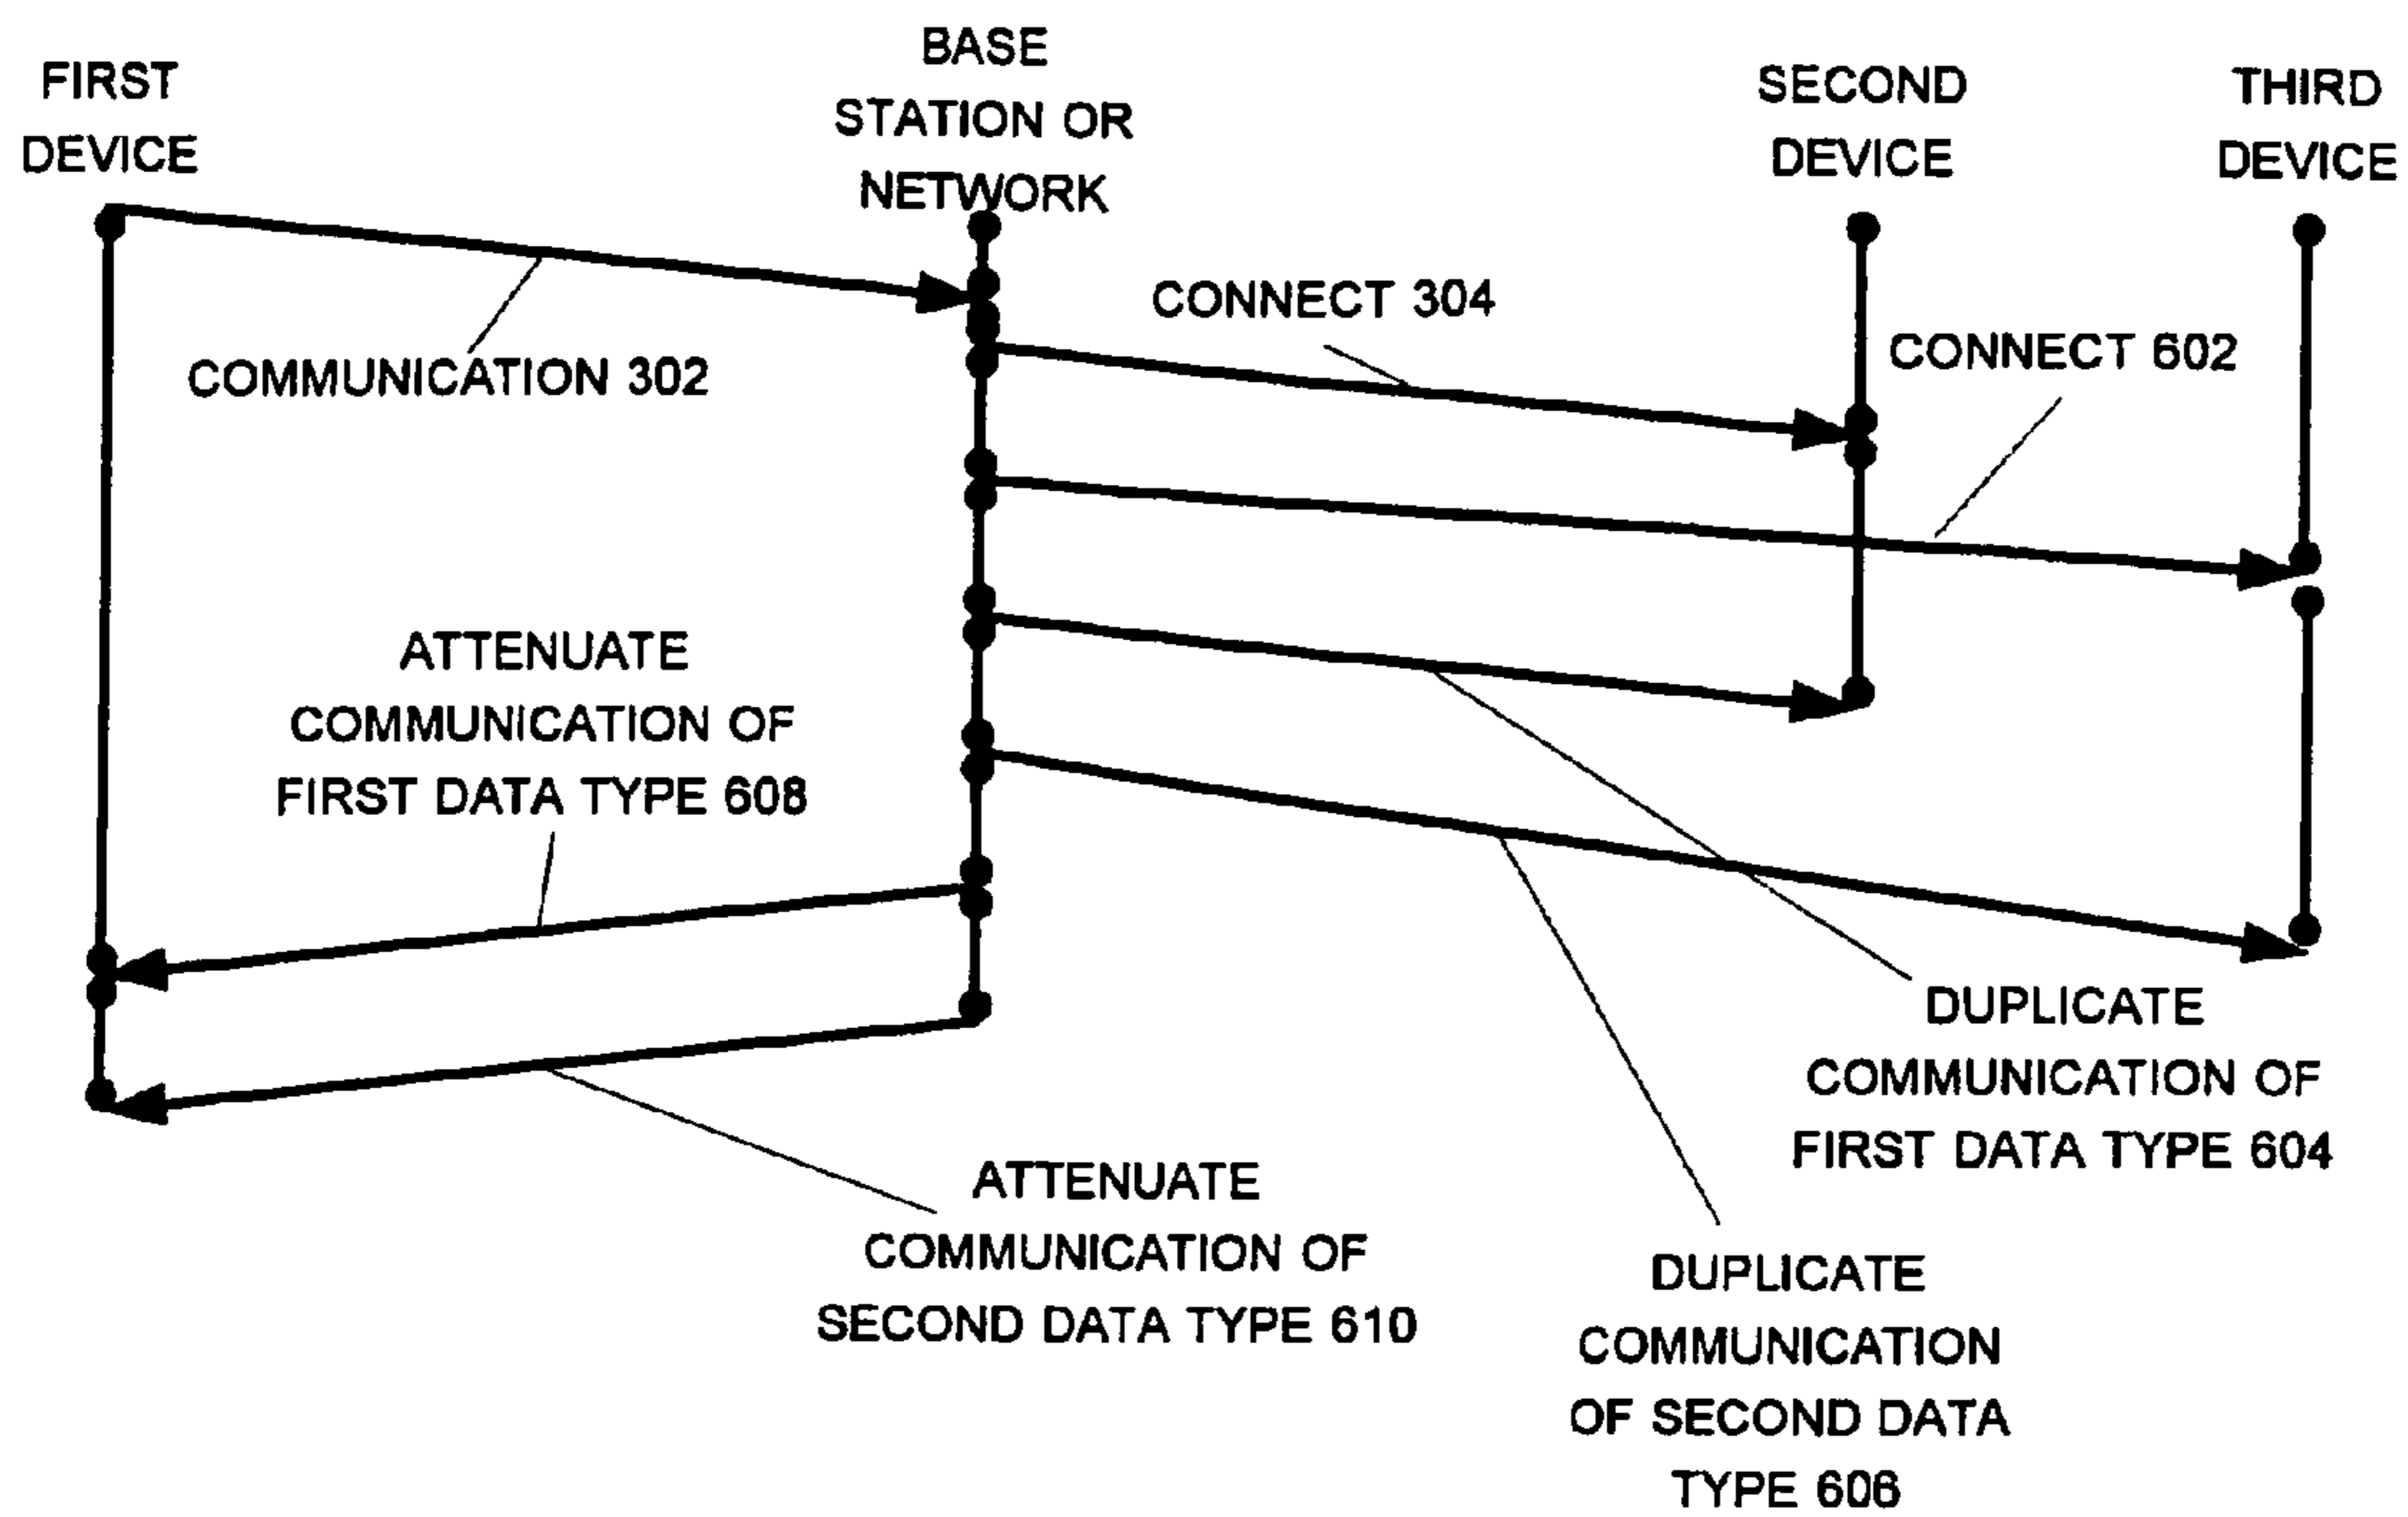 FIRST
DEVICE
BASE
STATION OR
NETWORK
SECOND
DEVICE
THIRD
DEVICE
COMMUNICATION 302
CONNECT 304
CONNECT 602
ATTENUATE
COMMUNICATION OF
FIRST DATA TYPE 608
DUPLICATE
COMMUNICATION OF
FIRST DATA TYPE 604
ATTENUATE
COMMUNICATION OF
SECOND DATA TYPE 610
DUPLICATE
COMMUNICATION
OF SECOND DATA
TYPE 606